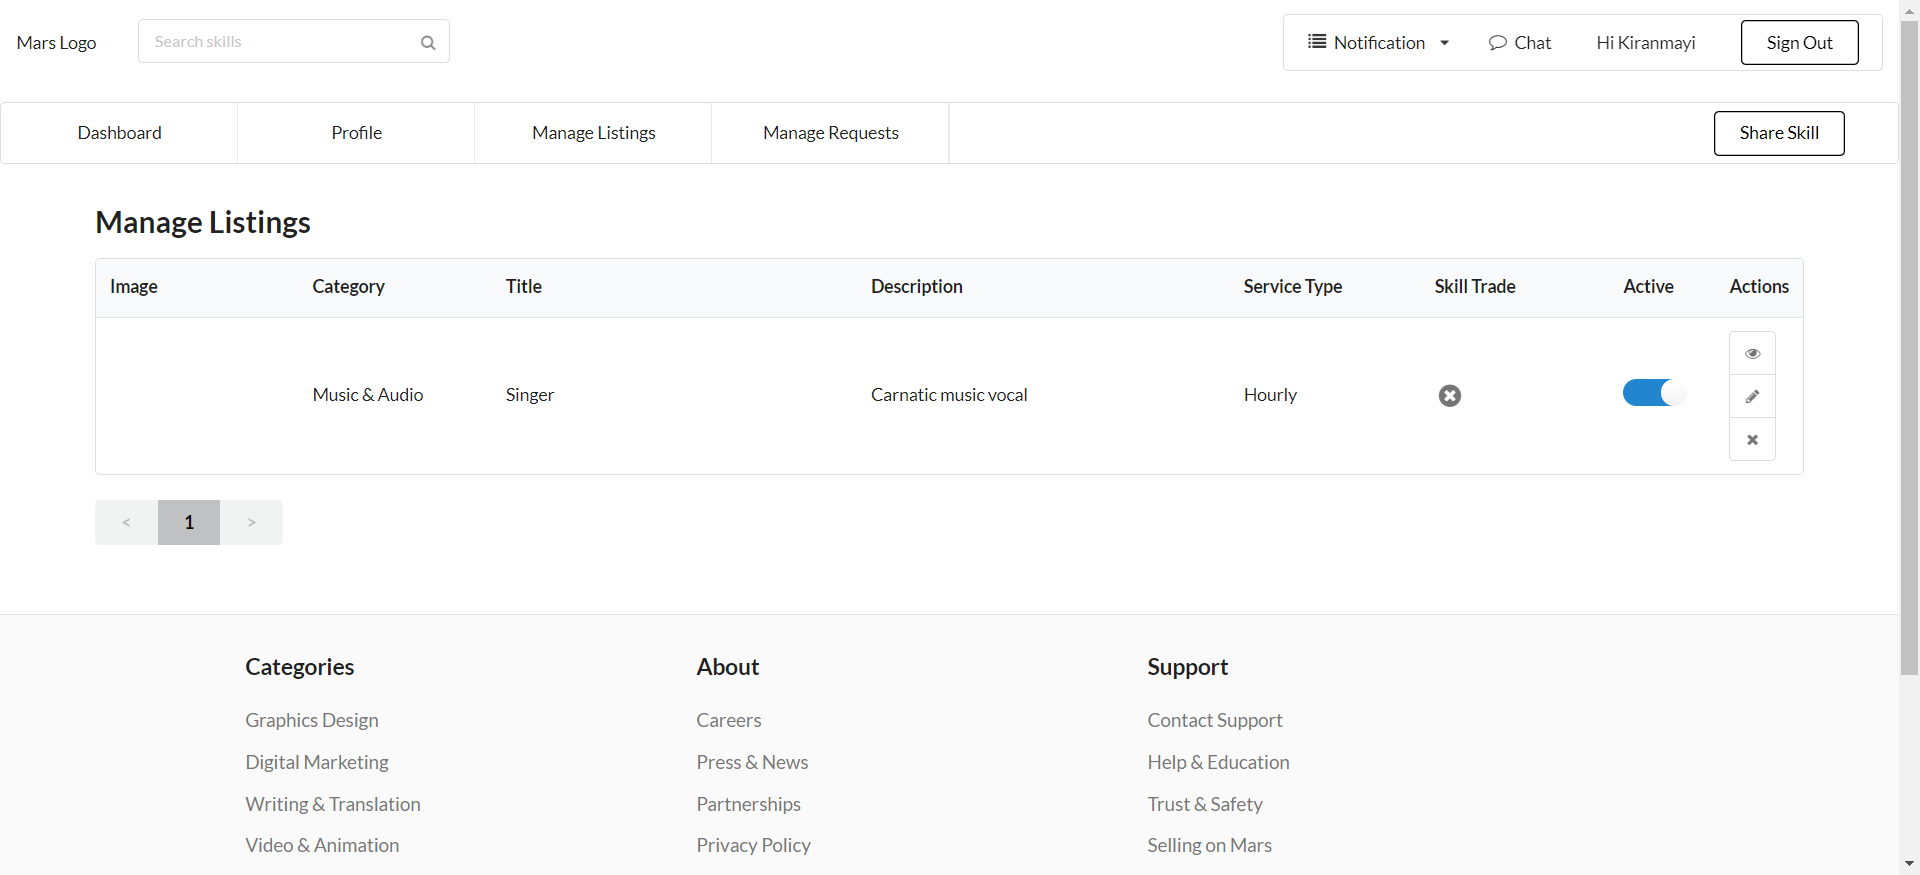 Mars Logo
Search skills
Notification Chat Hi Kiranmayi Sign Out
Dashboard Profile Manage Listings Manage Requests Share Skill
Manage Listings
Image Category Title Description Service Type Skill Trade Active Actions
Music & Audio Singer Carnatic music vocal Hourly
< 1 >
Categories About Support
Graphics Design Careers Contact Support
Digital Marketing Press & News Help & Education
Writing & Translation Partnerships Trust & Safety
Video & Animation Privacy Policy Selling on Mars